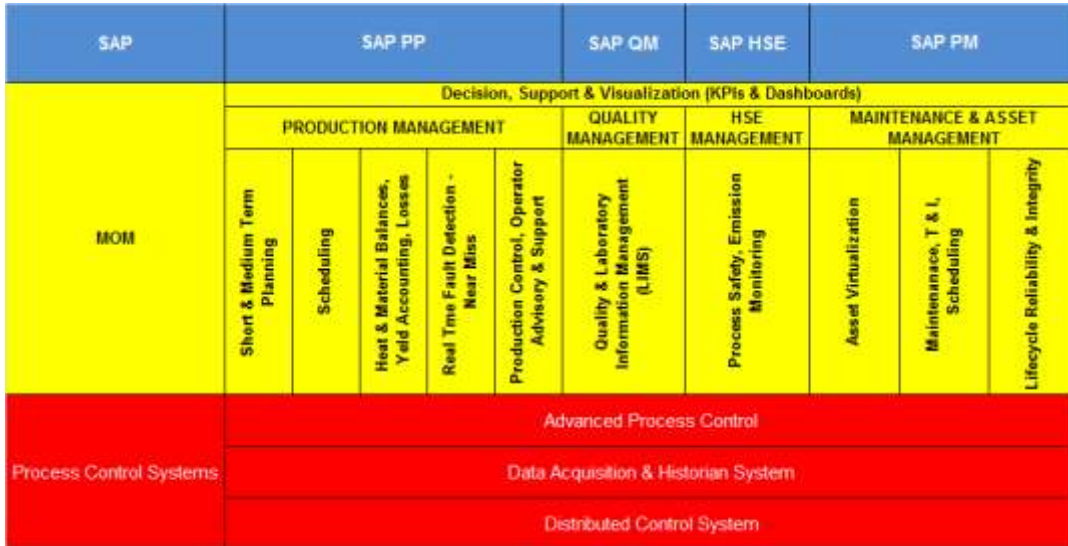 SAP
SAP PP
SAP QM
SAP HSE
SAP PM
MOM
Decision, Support & Visualization (KPIs & Dashboards)
PRODUCTION MANAGEMENT
QUALITY
MANAGEMENT
HSE
MANAGEMENT
MAINTENANCE & ASSET
MANAGEMENT
Short & Medium Term
Planning
Scheduling
Heat & Material Balances,
Yeld Accounting, Losses
Real Tme Fault Detection -
Near Miss
Production Control, Operator
Advisory & Support
Quality & Laboratory
Information Management
(LIMS)
Process Safety, Emission
Monitoring
Asset Virtualization
Maintenanace, T & I,
Scheduling
Lifecycle Reliability & Integrity
Process Control Systems
Advanced Process Control
Data Acquisition & Historian System
Distributed Control System